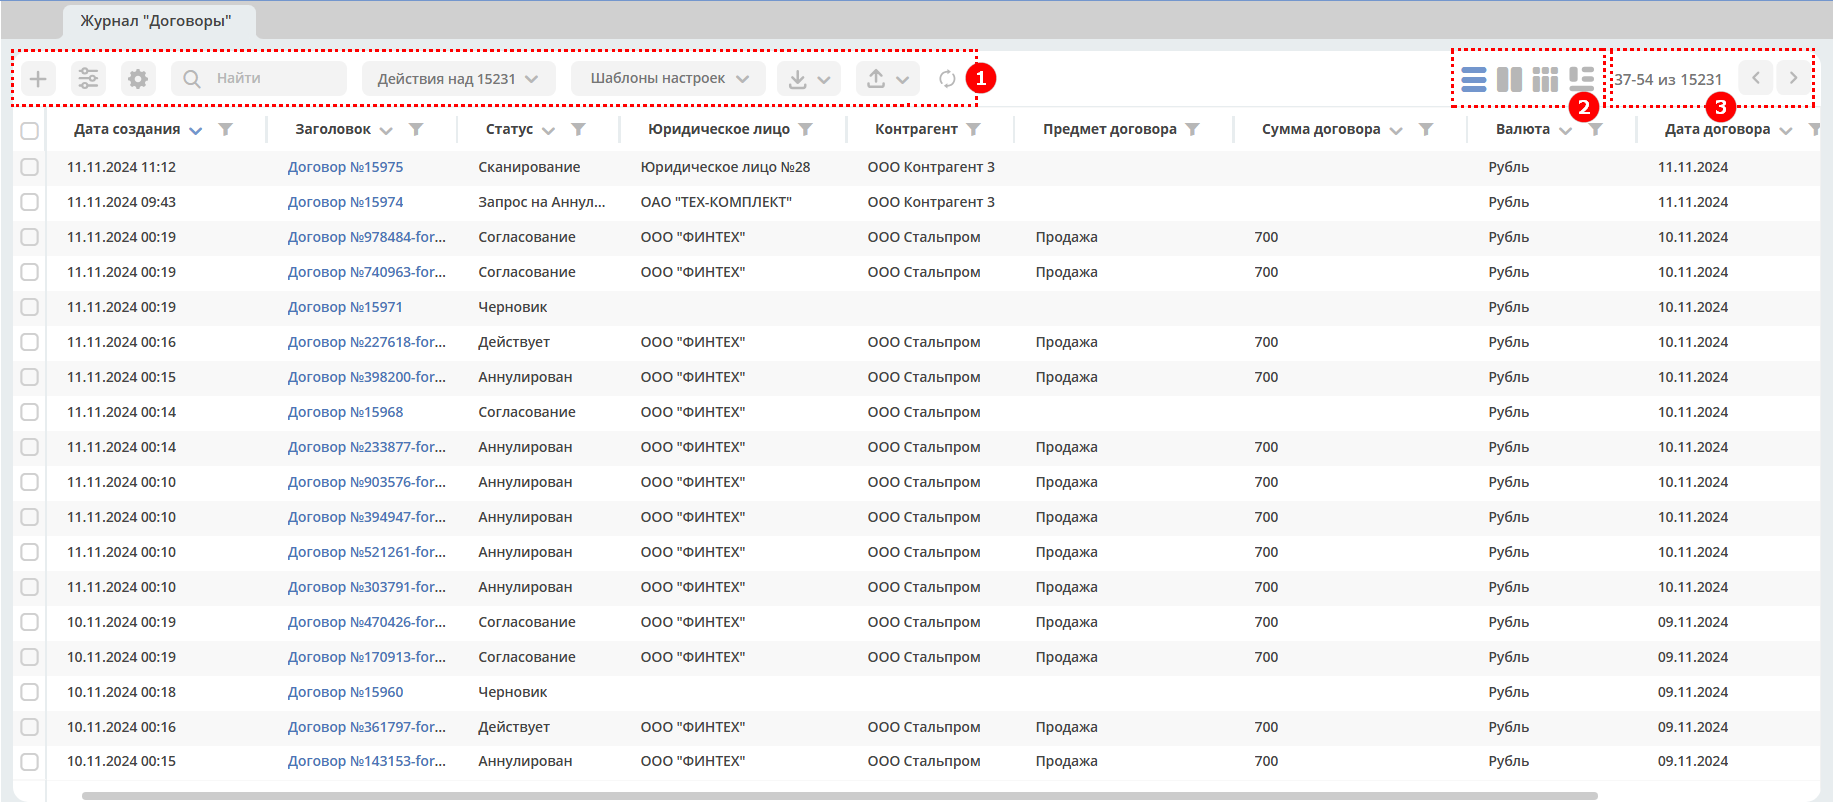 Журнал "Договоры"
Найти
Действия над 15231
Шаблоны настроек
1
2
37-54 из 15231
3
Дата создания Заголовок Статус Юридическое лицо Контрагент Предмет договора Сумма договора Валюта Дата договора
11.11.2024 11:12 Договор №15975 Сканирование Юридическое лицо №28 ООО Контрагент 3 Рубль 11.11.2024
11.11.2024 09:43 Договор №15974 Запрос на Аннул... ОАО "ТЕХ-КОМПЛЕКТ" ООО Контрагент 3 Рубль 11.11.2024
11.11.2024 00:19 Договор №978484-for... Согласование ООО "ФИНТЕХ" ООО Стальпром Продажа 700 Рубль 10.11.2024
11.11.2024 00:19 Договор №740963-for... Согласование ООО "ФИНТЕХ" ООО Стальпром Продажа 700 Рубль 10.11.2024
11.11.2024 00:19 Договор №15971 Черновик Рубль 10.11.2024
11.11.2024 00:16 Договор №227618-for... Действует ООО "ФИНТЕХ" ООО Стальпром Продажа 700 Рубль 10.11.2024
11.11.2024 00:15 Договор №398200-for... Аннулирован ООО "ФИНТЕХ" ООО Стальпром Продажа 700 Рубль 10.11.2024
11.11.2024 00:14 Договор №15968 Согласование ООО "ФИНТЕХ" ООО Стальпром Рубль 10.11.2024
11.11.2024 00:14 Договор №233877-for... Аннулирован ООО "ФИНТЕХ" ООО Стальпром Продажа 700 Рубль 10.11.2024
11.11.2024 00:10 Договор №903576-for... Аннулирован ООО "ФИНТЕХ" ООО Стальпром Продажа 700 Рубль 10.11.2024
11.11.2024 00:10 Договор №394947-for... Аннулирован ООО "ФИНТЕХ" ООО Стальпром Продажа 700 Рубль 10.11.2024
11.11.2024 00:10 Договор №521261-for... Аннулирован ООО "ФИНТЕХ" ООО Стальпром Продажа 700 Рубль 10.11.2024
11.11.2024 00:10 Договор №303791-for... Аннулирован ООО "ФИНТЕХ" ООО Стальпром Продажа 700 Рубль 10.11.2024
10.11.2024 00:19 Договор №470426-for... Согласование ООО "ФИНТЕХ" ООО Стальпром Продажа 700 Рубль 09.11.2024
10.11.2024 00:19 Договор №170913-for... Согласование ООО "ФИНТЕХ" ООО Стальпром Продажа 700 Рубль 09.11.2024
10.11.2024 00:18 Договор №15960 Черновик Рубль 09.11.2024
10.11.2024 00:16 Договор №361797-for... Действует ООО "ФИНТЕХ" ООО Стальпром Продажа 700 Рубль 09.11.2024
10.11.2024 00:15 Договор №143153-for... Аннулирован ООО "ФИНТЕХ" ООО Стальпром Продажа 700 Рубль 09.11.2024